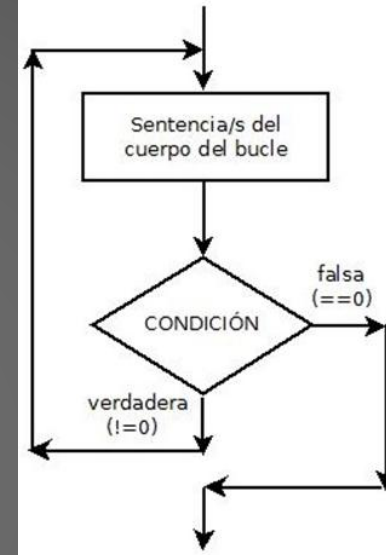 Sentencia/s del
cuerpo del bucle
falsa
(==0)
CONDICIÓN
verdadera
(!=0)